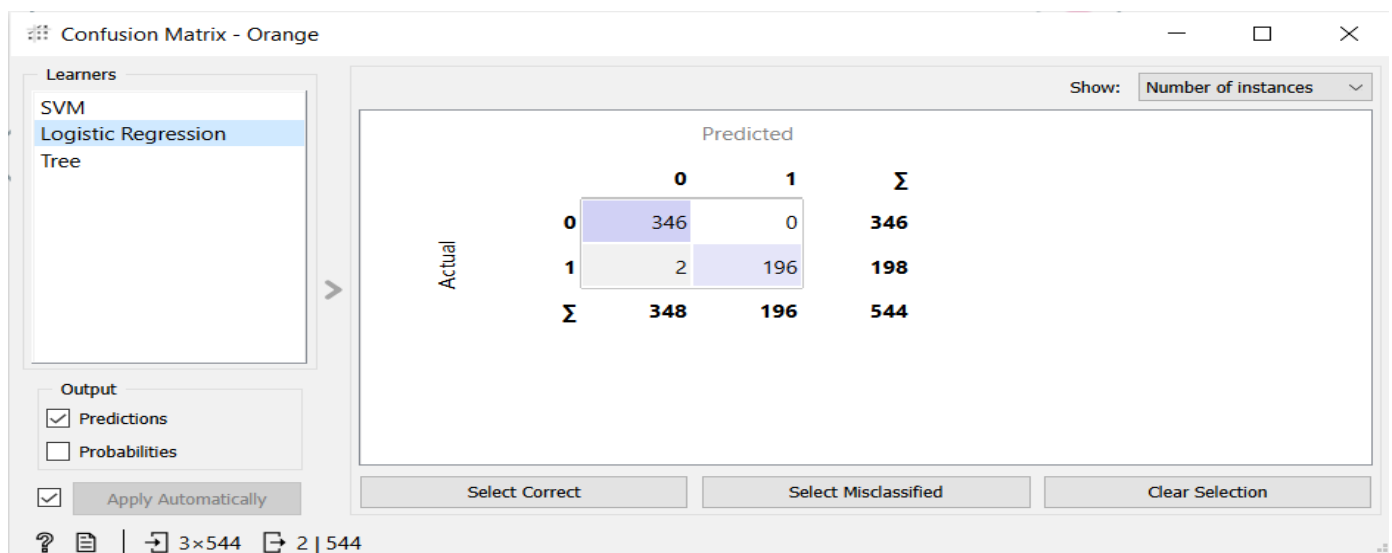 Confusion Matrix - Orange
Learners
SVM
Logistic Regression
Tree
Show: Number of instances
Predicted
0 1 Σ
Actual
0 346 0 346
1 2 196 198
Σ 348 196 544
Output
Predictions
Probabilities
Apply Automatically
Select Correct Select Misclassified Clear Selection
? 3×544 2 | 544